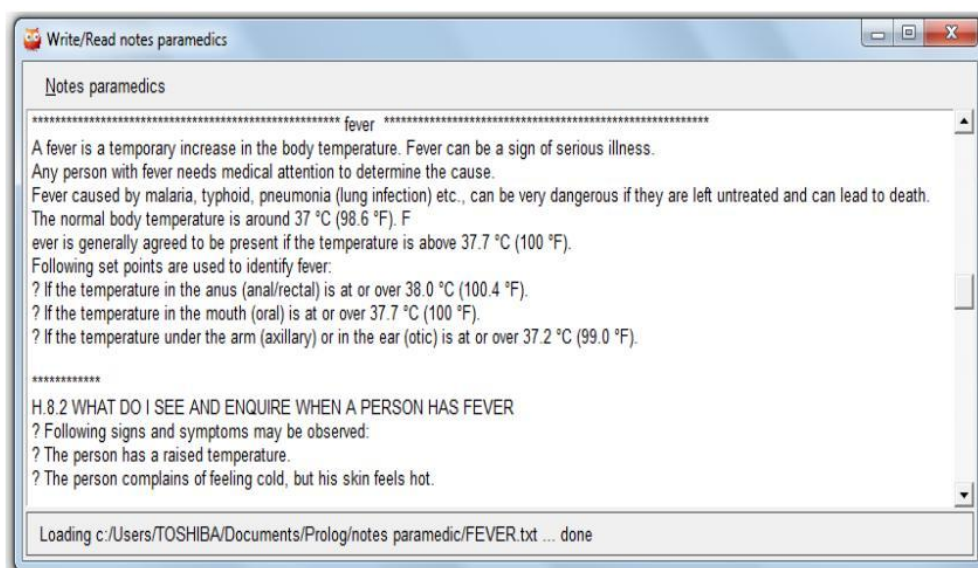 Write/Read notes paramedics
Notes paramedics
****************************************************** fever *********************************************************
A fever is a temporary increase in the body temperature. Fever can be a sign of serious illness.
Any person with fever needs medical attention to determine the cause.
Fever caused by malaria, typhoid, pneumonia (lung infection) etc., can be very dangerous if they are left untreated and can lead to death.
The normal body temperature is around 37 °C (98.6 °F). F
ever is generally agreed to be present if the temperature is above 37.7 °C (100 °F).
Following set points are used to identify fever:
? If the temperature in the anus (anal/rectal) is at or over 38.0 °C (100.4 °F).
? If the temperature in the mouth (oral) is at or over 37.7 °C (100 °F).
? If the temperature under the arm (axillary) or in the ear (otic) is at or over 37.2 °C (99.0 °F).
************
H.8.2 WHAT DO I SEE AND ENQUIRE WHEN A PERSON HAS FEVER
? Following signs and symptoms may be observed:
? The person has a raised temperature.
? The person complains of feeling cold, but his skin feels hot.
Loading c:/Users/TOSHIBA/Documents/Prolog/notes paramedic/FEVER.txt ... done